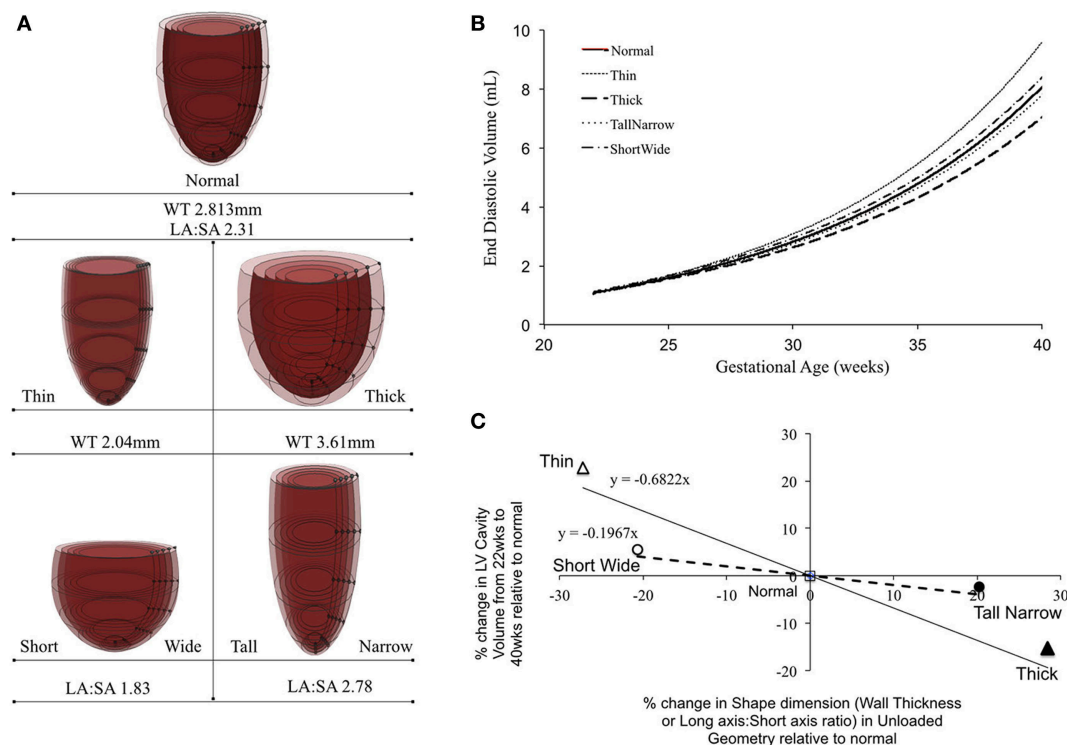 A
Normal
WT 2.813mm
LA:SA 2.31
Thin
Thick
WT 2.04mm
WT 3.61mm
Short
Wide
Tall
Narrow
LA:SA 1.83
LA:SA 2.78
B
End Diastolic Volume (mL)
10
8
6
4
2
0
Normal
Thin
Thick
TallNarrow
ShortWide
20
25
30
35
40
Gestational Age (weeks)
C
% change in LV Cavity
Volume from 22wks to
40wks relative to normal
30
20
10
0
-10
-20
Thin
y = -0.6822x
y = -0.1967x
Short Wide
Normal
Tall Narrow
Thick
-30
-20
-10
0
10
20
30
% change in Shape dimension (Wall Thickness
or Long axis:Short axis ratio) in Unloaded
Geometry relative to normal